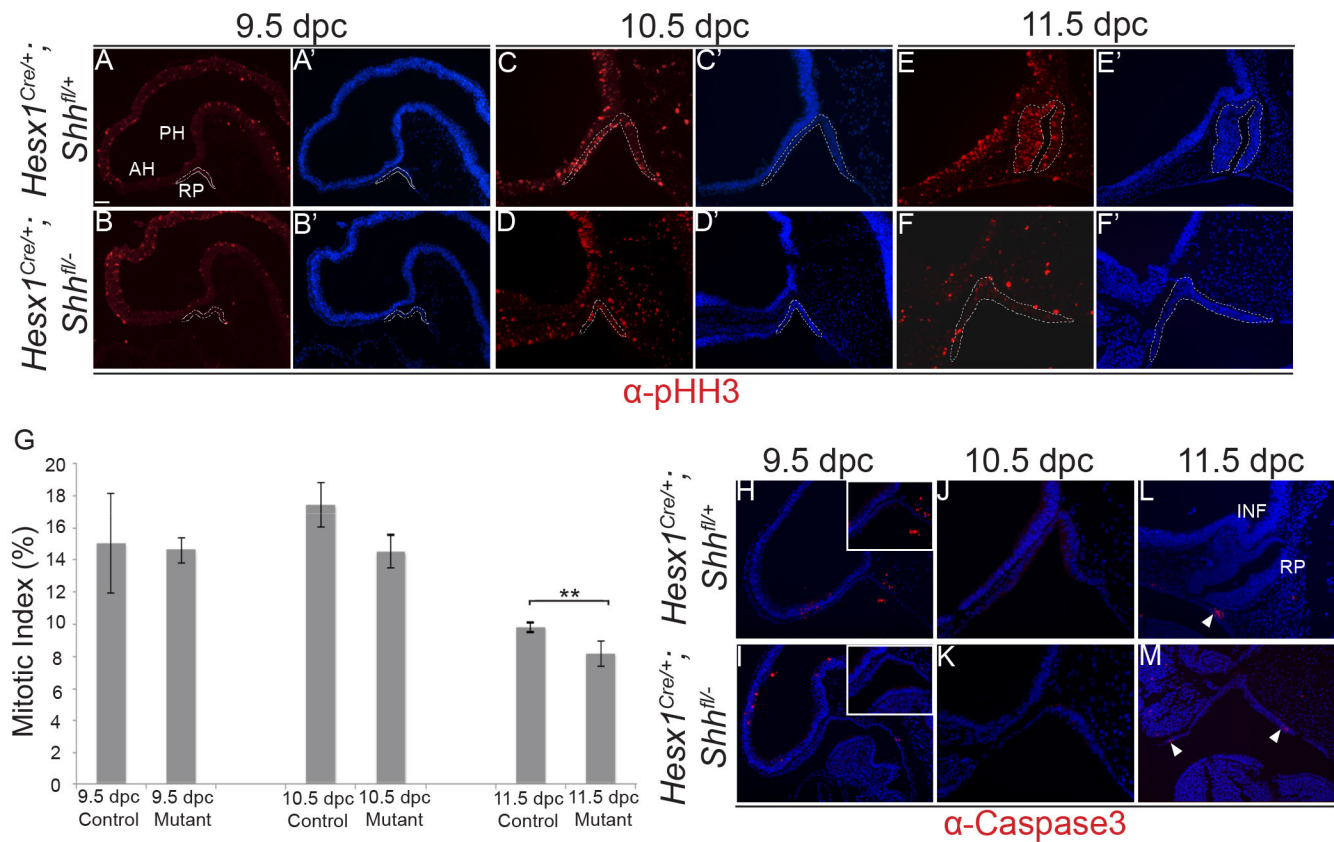 9.5 dpc
10.5 dpc
11.5 dpc
Hesx1Cre/+;
Shhfl/+
A
PH
AH
RP
A'
C
C'
E
E'
Hesx1Cre/+;
Shhfl/-
B
B'
D
D'
F
F'
α-pHH3
G
Mitotic Index (%)
20
18
16
14
12
10
8
6
4
2
0
**
9.5 dpc
Control
9.5 dpc
Mutant
10.5 dpc
Control
10.5 dpc
Mutant
11.5 dpc
Control
11.5 dpc
Mutant
9.5 dpc
10.5 dpc
11.5 dpc
Hesx1Cre/+;
Shhfl/+
H
J
L
INF
RP
Hesx1Cre/+;
Shhfl/-
I
K
M
α-Caspase3